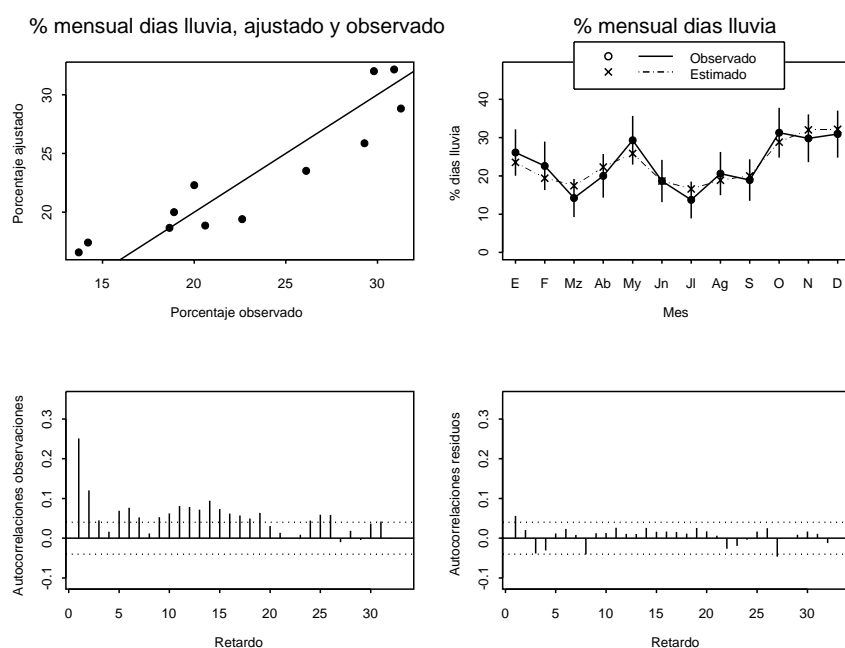 % mensual dias lluvia, ajustado y observado
Porcentaje ajustado
30
25
20
15 20 25 30
Porcentaje observado
% mensual dias lluvia
Observado
Estimado
% dias lluvia
40
30
20
10
0
E F Mz Ab My Jn Jl Ag S O N D
Mes
Autocorrelaciones observaciones
0.3
0.2
0.1
0.0
-0.1
0 5 10 15 20 25 30
Retardo
Autocorrelaciones residuos
0.3
0.2
0.1
0.0
-0.1
0 5 10 15 20 25 30
Retardo